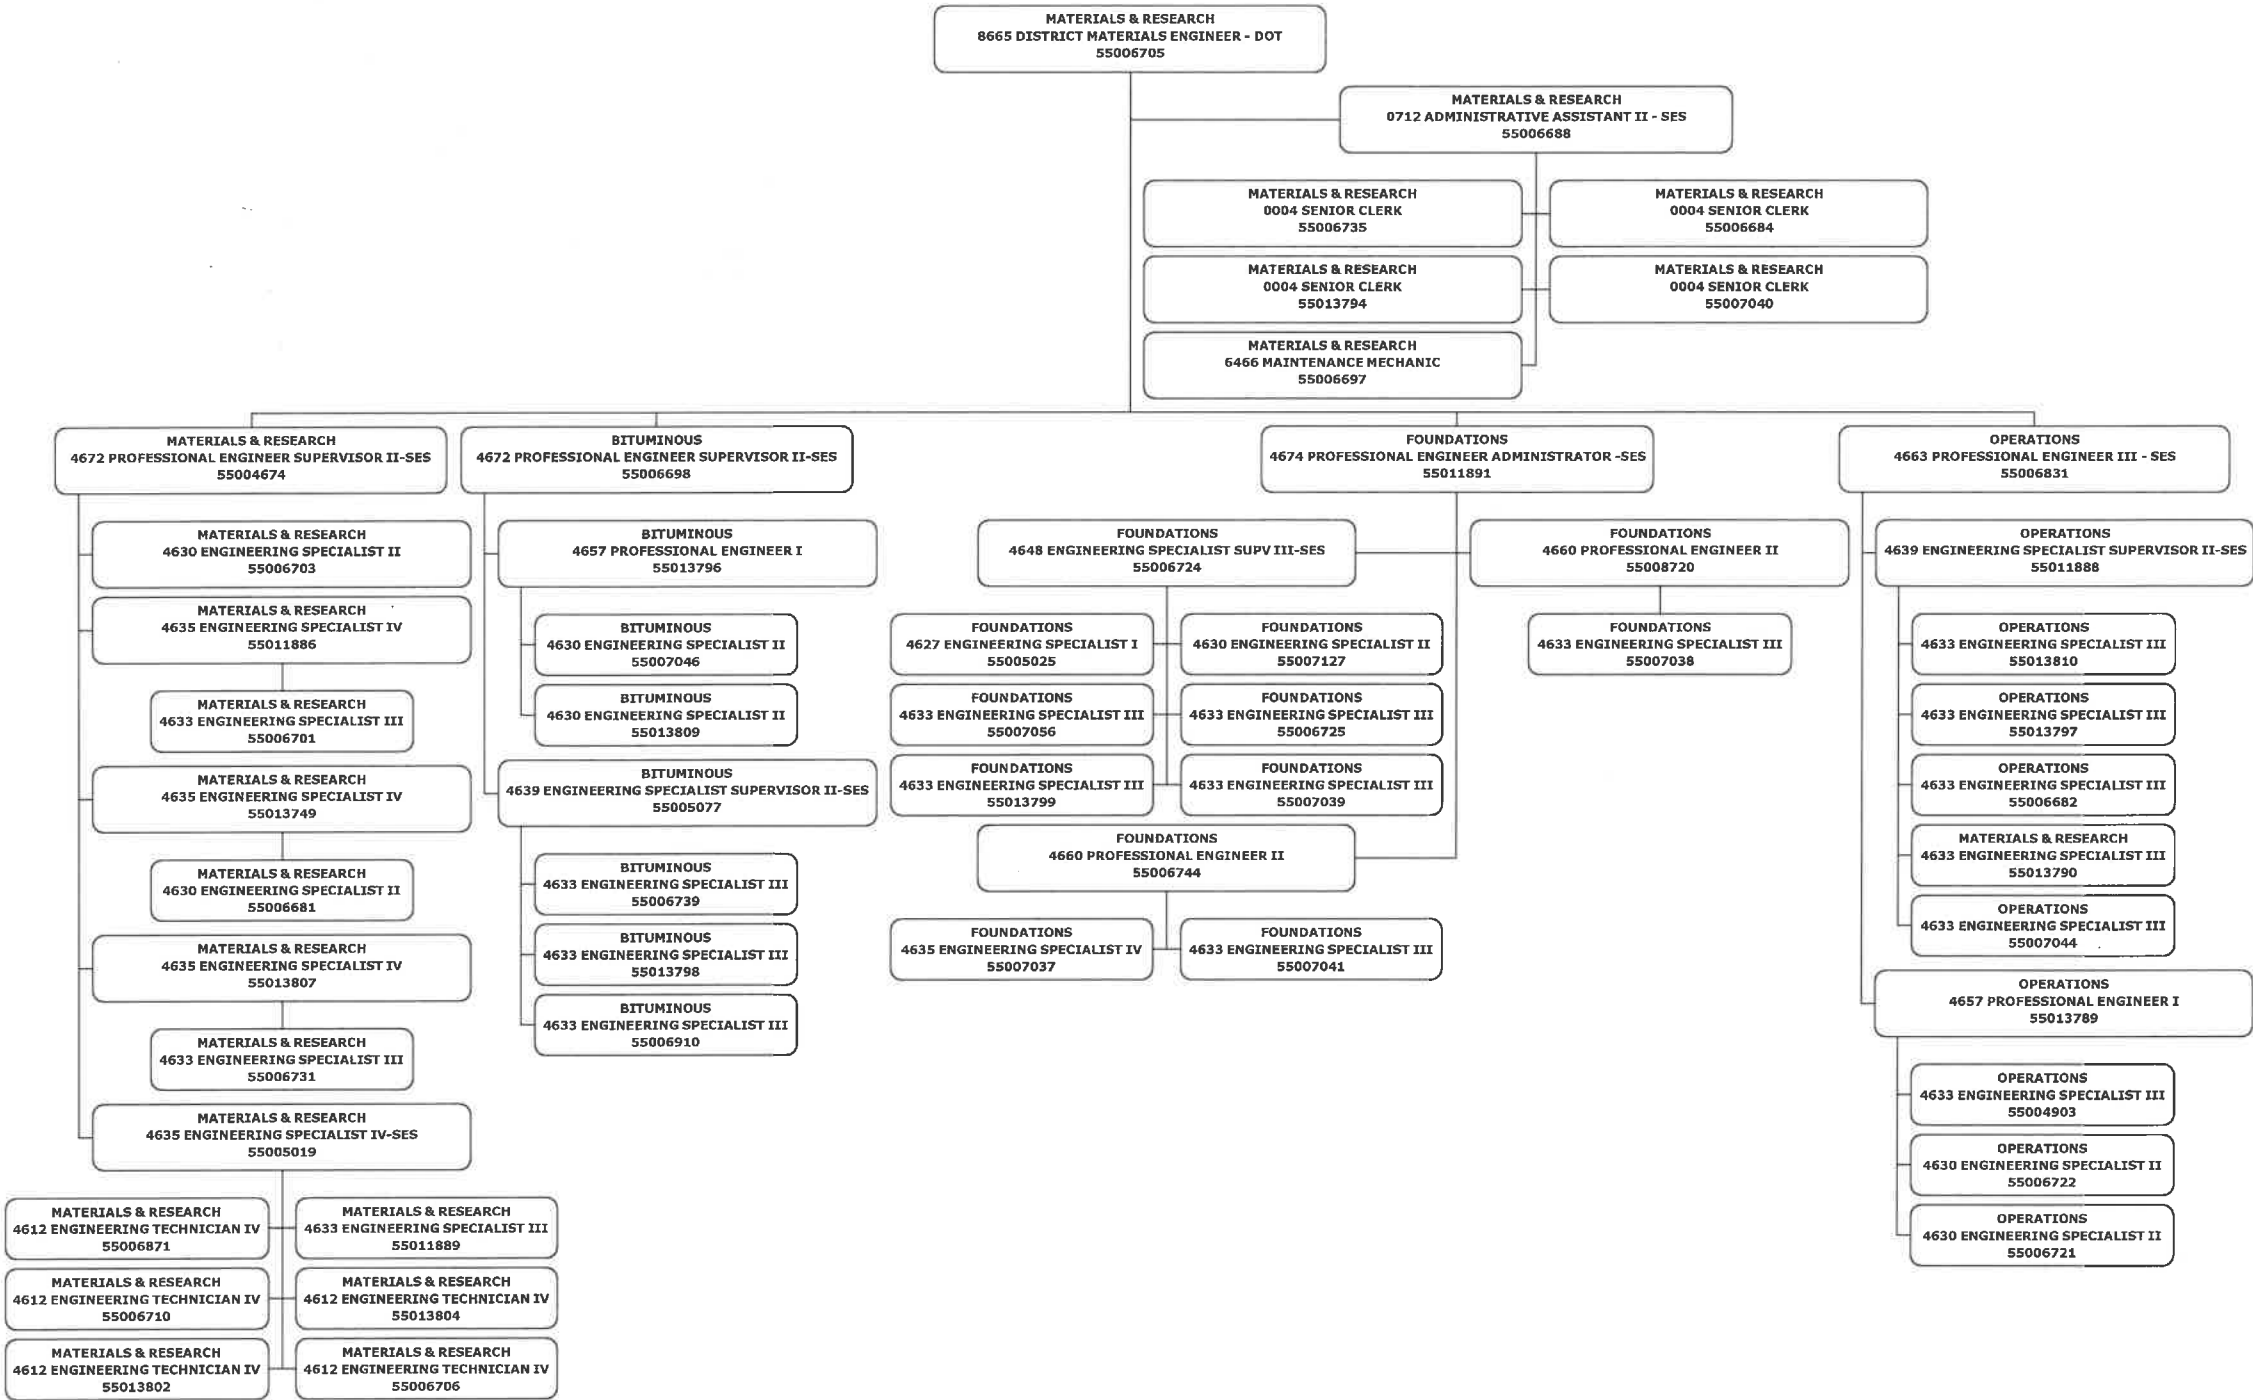 MATERIALS & RESEARCH
8665 DISTRICT MATERIALS ENGINEER - DOT
55006705
MATERIALS & RESEARCH
0712 ADMINISTRATIVE ASSISTANT II - SES
55006688
MATERIALS & RESEARCH
0004 SENIOR CLERK
55006735
MATERIALS & RESEARCH
0004 SENIOR CLERK
55006684
MATERIALS & RESEARCH
0004 SENIOR CLERK
55013794
MATERIALS & RESEARCH
0004 SENIOR CLERK
55007040
MATERIALS & RESEARCH
6466 MAINTENANCE MECHANIC
55006697
MATERIALS & RESEARCH
4672 PROFESSIONAL ENGINEER SUPERVISOR II-SES
55004674
MATERIALS & RESEARCH
4630 ENGINEERING SPECIALIST II
55006703
MATERIALS & RESEARCH
4635 ENGINEERING SPECIALIST IV
55011886
MATERIALS & RESEARCH
4633 ENGINEERING SPECIALIST III
55006701
MATERIALS & RESEARCH
4635 ENGINEERING SPECIALIST IV
55013749
MATERIALS & RESEARCH
4630 ENGINEERING SPECIALIST II
55006681
MATERIALS & RESEARCH
4635 ENGINEERING SPECIALIST IV
55013807
MATERIALS & RESEARCH
4633 ENGINEERING SPECIALIST III
55006731
MATERIALS & RESEARCH
4635 ENGINEERING SPECIALIST IV-SES
55005019
MATERIALS & RESEARCH
4612 ENGINEERING TECHNICIAN IV
55006871
MATERIALS & RESEARCH
4633 ENGINEERING SPECIALIST III
55011889
MATERIALS & RESEARCH
4612 ENGINEERING TECHNICIAN IV
55006710
MATERIALS & RESEARCH
4612 ENGINEERING TECHNICIAN IV
55013804
MATERIALS & RESEARCH
4612 ENGINEERING TECHNICIAN IV
55013802
MATERIALS & RESEARCH
4612 ENGINEERING TECHNICIAN IV
55006706
BITUMINOUS
4672 PROFESSIONAL ENGINEER SUPERVISOR II-SES
55006698
BITUMINOUS
4657 PROFESSIONAL ENGINEER I
55013796
BITUMINOUS
4630 ENGINEERING SPECIALIST II
55007046
BITUMINOUS
4630 ENGINEERING SPECIALIST II
55013809
BITUMINOUS
4639 ENGINEERING SPECIALIST SUPERVISOR II-SES
55005077
BITUMINOUS
4633 ENGINEERING SPECIALIST III
55006739
BITUMINOUS
4633 ENGINEERING SPECIALIST III
55013798
BITUMINOUS
4633 ENGINEERING SPECIALIST III
55006910
FOUNDATIONS
4674 PROFESSIONAL ENGINEER ADMINISTRATOR -SES
55011891
FOUNDATIONS
4648 ENGINEERING SPECIALIST SUPV III-SES
55006724
FOUNDATIONS
4660 PROFESSIONAL ENGINEER II
55008720
FOUNDATIONS
4627 ENGINEERING SPECIALIST I
55005025
FOUNDATIONS
4630 ENGINEERING SPECIALIST II
55007127
FOUNDATIONS
4633 ENGINEERING SPECIALIST III
55007038
FOUNDATIONS
4633 ENGINEERING SPECIALIST III
55007056
FOUNDATIONS
4633 ENGINEERING SPECIALIST III
55006725
FOUNDATIONS
4633 ENGINEERING SPECIALIST III
55013799
FOUNDATIONS
4633 ENGINEERING SPECIALIST III
55007039
FOUNDATIONS
4660 PROFESSIONAL ENGINEER II
55006744
FOUNDATIONS
4635 ENGINEERING SPECIALIST IV
55007037
FOUNDATIONS
4633 ENGINEERING SPECIALIST III
55007041
OPERATIONS
4663 PROFESSIONAL ENGINEER III - SES
55006831
OPERATIONS
4639 ENGINEERING SPECIALIST SUPERVISOR II-SES
55011888
OPERATIONS
4633 ENGINEERING SPECIALIST III
55013810
OPERATIONS
4633 ENGINEERING SPECIALIST III
55013797
OPERATIONS
4633 ENGINEERING SPECIALIST III
55006682
MATERIALS & RESEARCH
4633 ENGINEERING SPECIALIST III
55013790
OPERATIONS
4633 ENGINEERING SPECIALIST III
55007044
OPERATIONS
4657 PROFESSIONAL ENGINEER I
55013789
OPERATIONS
4633 ENGINEERING SPECIALIST III
55004903
OPERATIONS
4630 ENGINEERING SPECIALIST II
55006722
OPERATIONS
4630 ENGINEERING SPECIALIST II
55006721